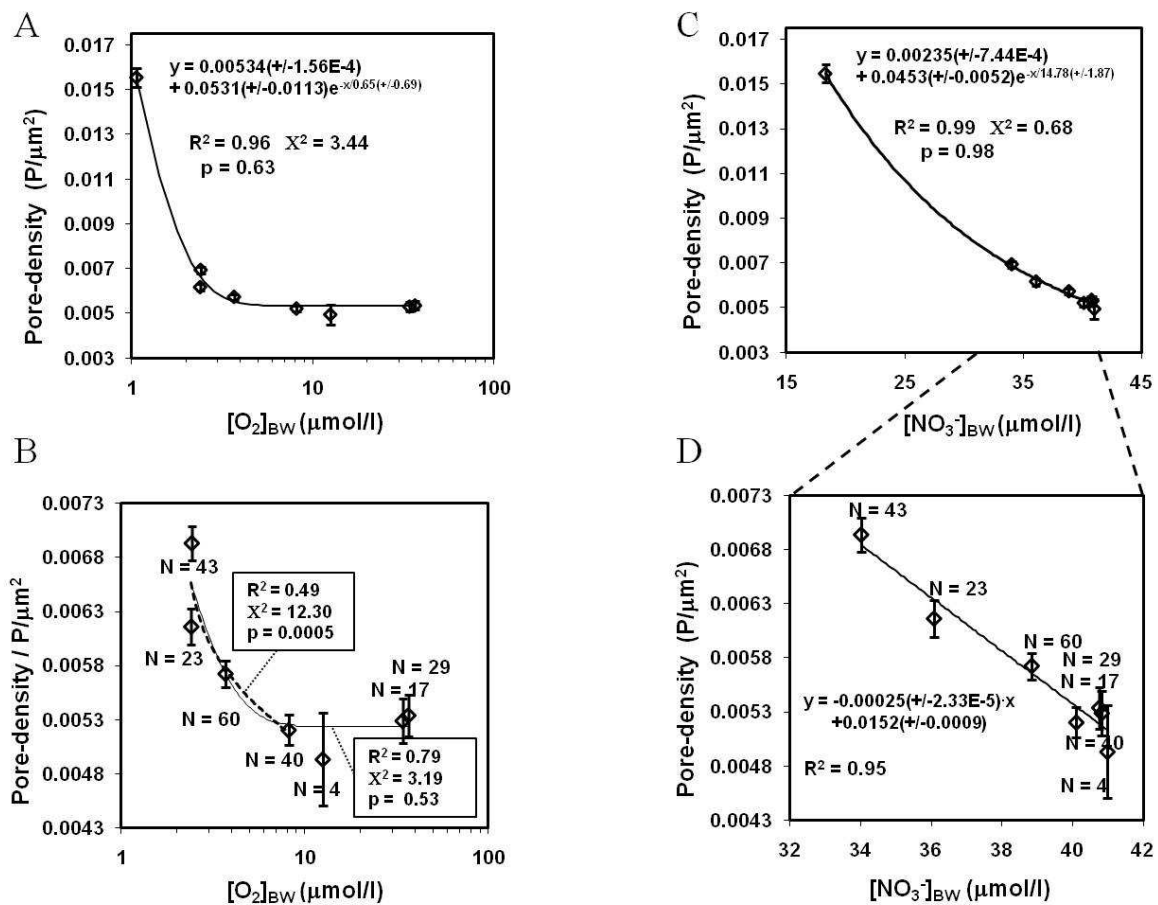 A
Pore-density (P/μm²)
0.017
0.015
0.013
0.011
0.009
0.007
0.005
0.003
y = 0.00534(+/-1.56E-4)
+ 0.0531(+/-0.0113)e^-x/0.65(+/-0.69)
R² = 0.96 X² = 3.44
p = 0.63
1 10 100
[O₂]BW (μmol/l)
C
Pore-density (P/μm²)
0.017
0.015
0.013
0.011
0.009
0.007
0.005
0.003
y = 0.00235(+/-7.44E-4)
+ 0.0453(+/-0.0052)e^-x/14.78(+/-1.87)
R² = 0.99 X² = 0.68
p = 0.98
15 25 35 45
[NO₃⁻]BW (μmol/l)
B
Pore-density / P/μm²)
0.0073
0.0068
0.0063
0.0058
0.0053
0.0048
0.0043
N = 43
N = 23
N = 60
N = 40
N = 4
N = 29
N = 17
R² = 0.49
X² = 12.30
p = 0.0005
R² = 0.79
X² = 3.19
p = 0.53
1 10 100
[O₂]BW (μmol/l)
D
Pore-density (P/μm²)
0.0073
0.0068
0.0063
0.0058
0.0053
0.0048
0.0043
N = 43
N = 23
N = 60
N = 29
N = 17
N = 40
N = 4
y = -0.00025(+/-2.33E-5)·x
+0.0152(+/-0.0009)
R² = 0.95
32 34 36 38 40 42
[NO₃⁻]BW (μmol/l)